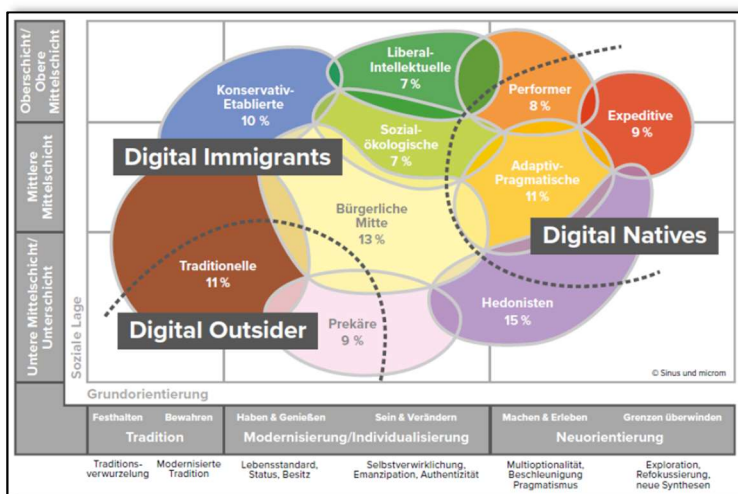 Oberschicht/
Obere
Mittelschicht
Mittlere
Mittelschicht
Untere Mittelschicht/
Unterschicht
Soziale Lage
Konservativ-
Etablierte
10 %
Liberal-
Intellektuelle
7 %
Performer
8 %
Expeditive
9 %
Sozial-
ökologische
7 %
Adaptiv-
Pragmatische
11 %
Digital Immigrants
Bürgerliche
Mitte
13 %
Digital Natives
Traditionelle
11 %
Digital Outsider
Prekäre
9 %
Hedonisten
15 %
© Sinus und microm
Grundorientierung
Festhalten
Bewahren
Haben & Genießen
Sein & Verändern
Machen & Erleben
Grenzen überwinden
Tradition
Modernisierung/Individualisierung
Neuorientierung
Traditions-
verwurzelung
Modernisierte
Tradition
Lebensstandard,
Status, Besitz
Selbstverwirklichung,
Emanzipation, Authentizität
Multioptionalität,
Beschleunigung
Pragmatismus
Exploration,
Refokussierung,
neue Synthesen